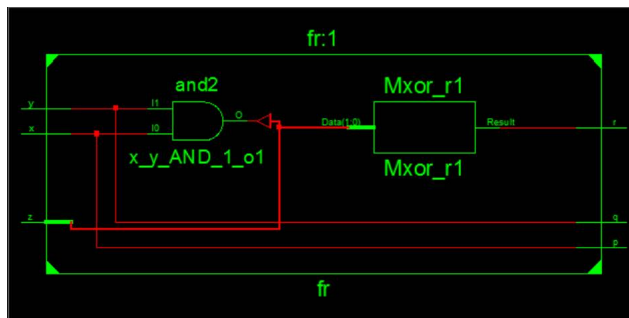 fr:1
and2
Mxor_r1
y
I1
O
x
I0
Data(1:0)
Result
r
x_y_AND_1_o1
Mxor_r1
z
q
p
fr